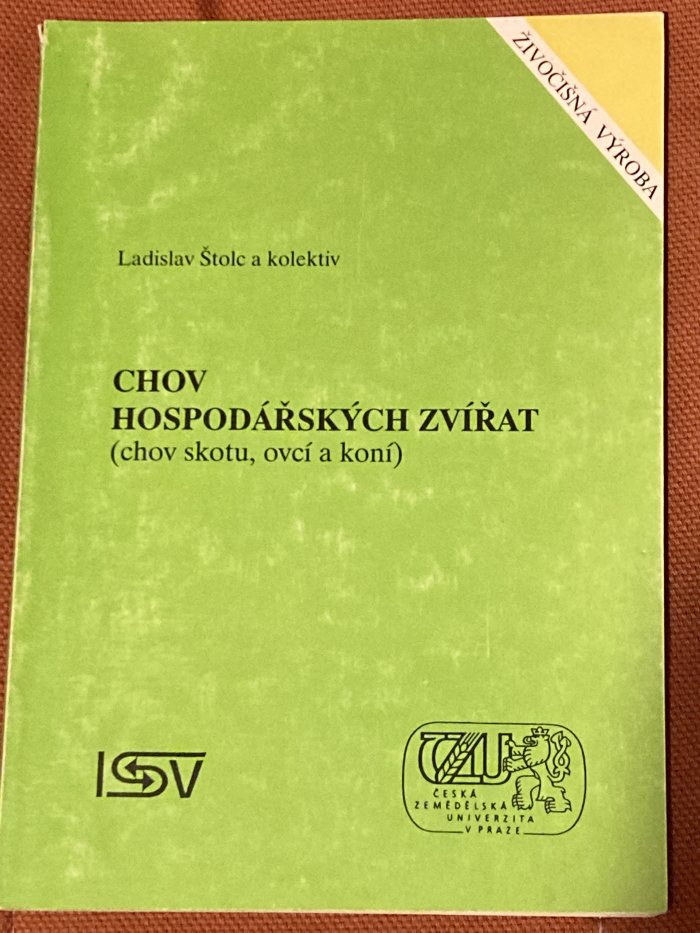 ŽIVOČIŠNÁ VÝROBA
Ladislav Štolc a kolektiv
CHOV
HOSPODÁŘSKÝCH ZVÍŘAT
(chov skotu, ovcí a koní)
ISV
ČZU
ČESKÁ
ZEMĚDĚLSKÁ
UNIVERZITA
V PRAZE